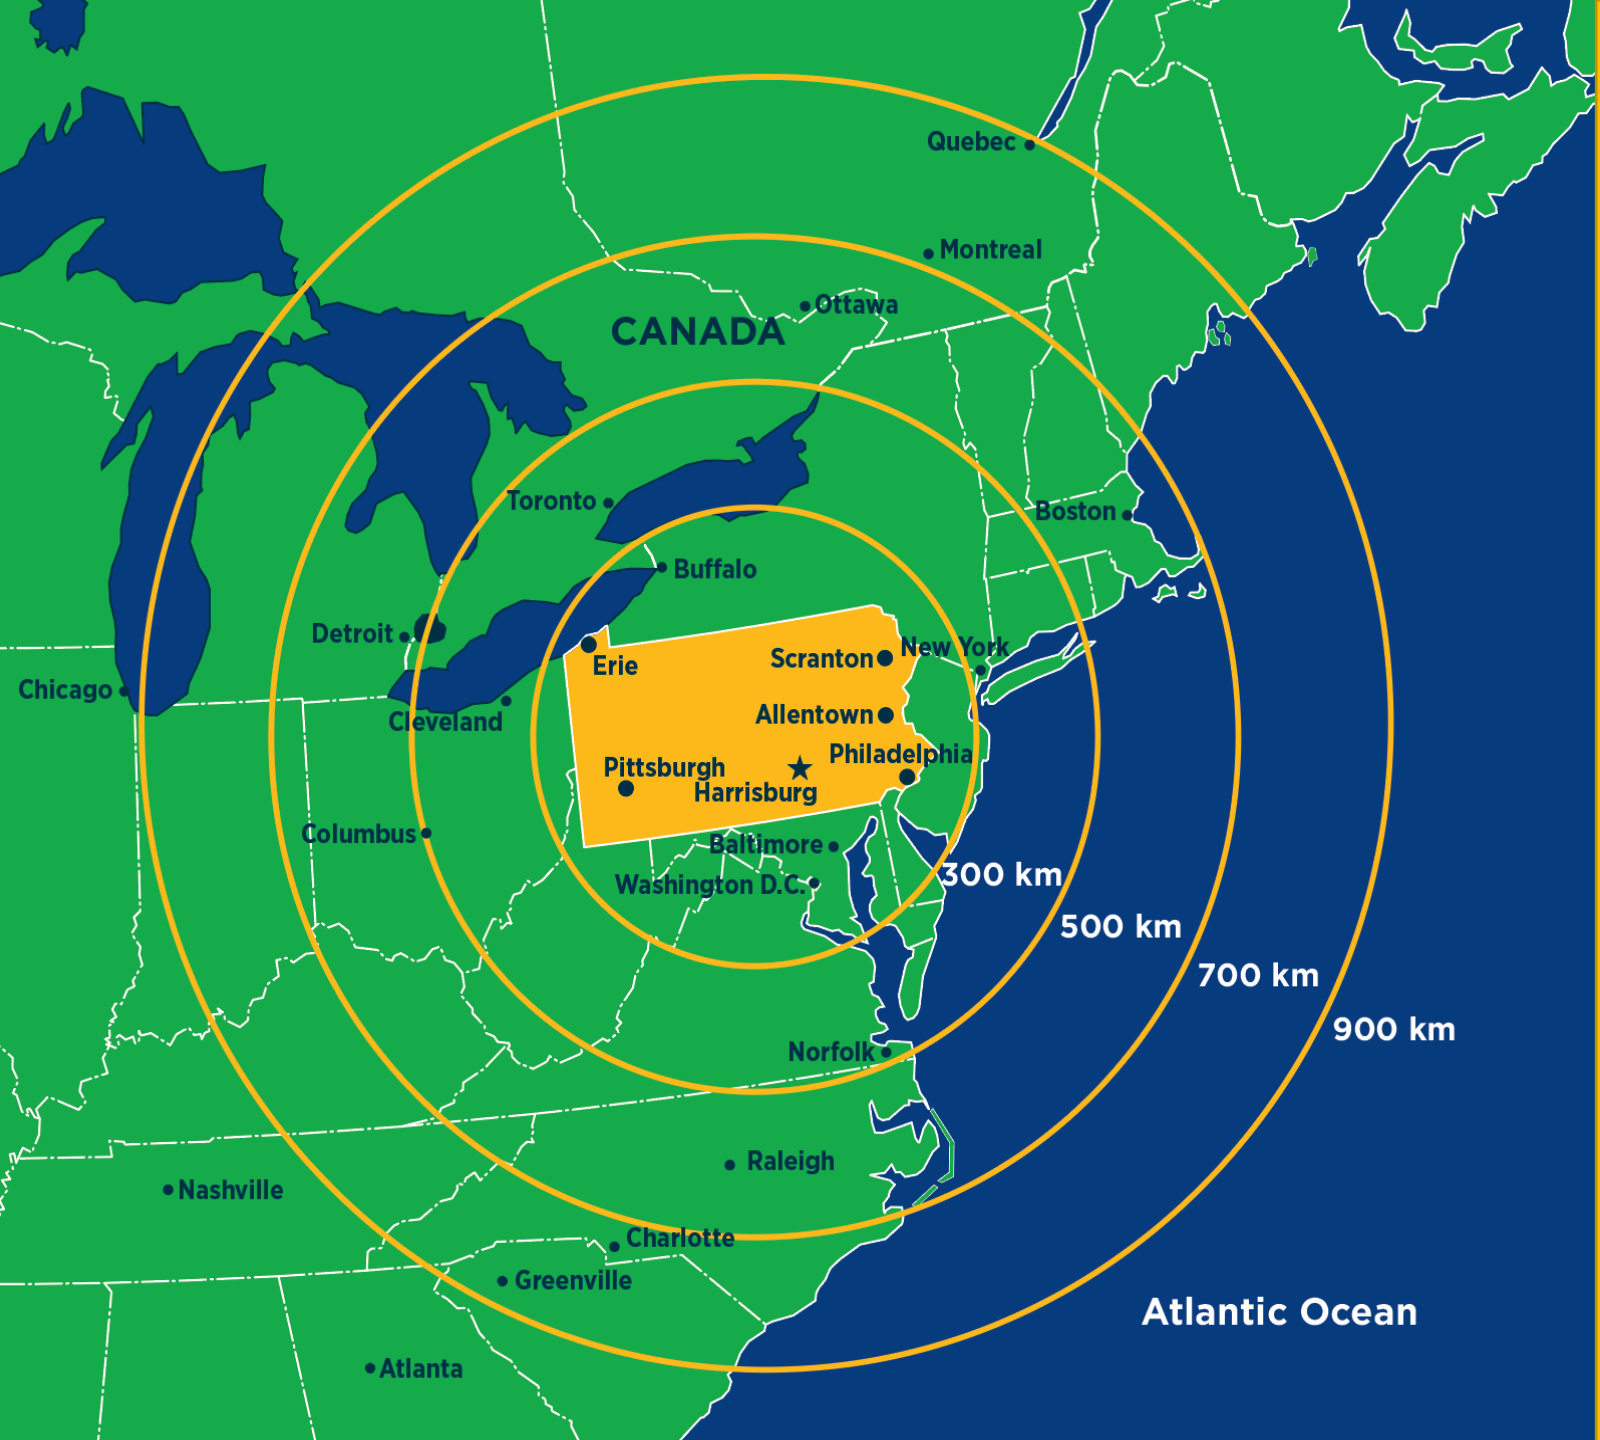 Quebec
Montreal
Ottawa
CANADA
Toronto
Boston
Buffalo
Detroit
New York
Scranton
Erie
Chicago
Allentown
Cleveland
Philadelphia
Pittsburgh
Harrisburg
Columbus
Baltimore
300 km
Washington D.C.
500 km
700 km
900 km
Norfolk
Raleigh
Nashville
Charlotte
Greenville
Atlantic Ocean
Atlanta